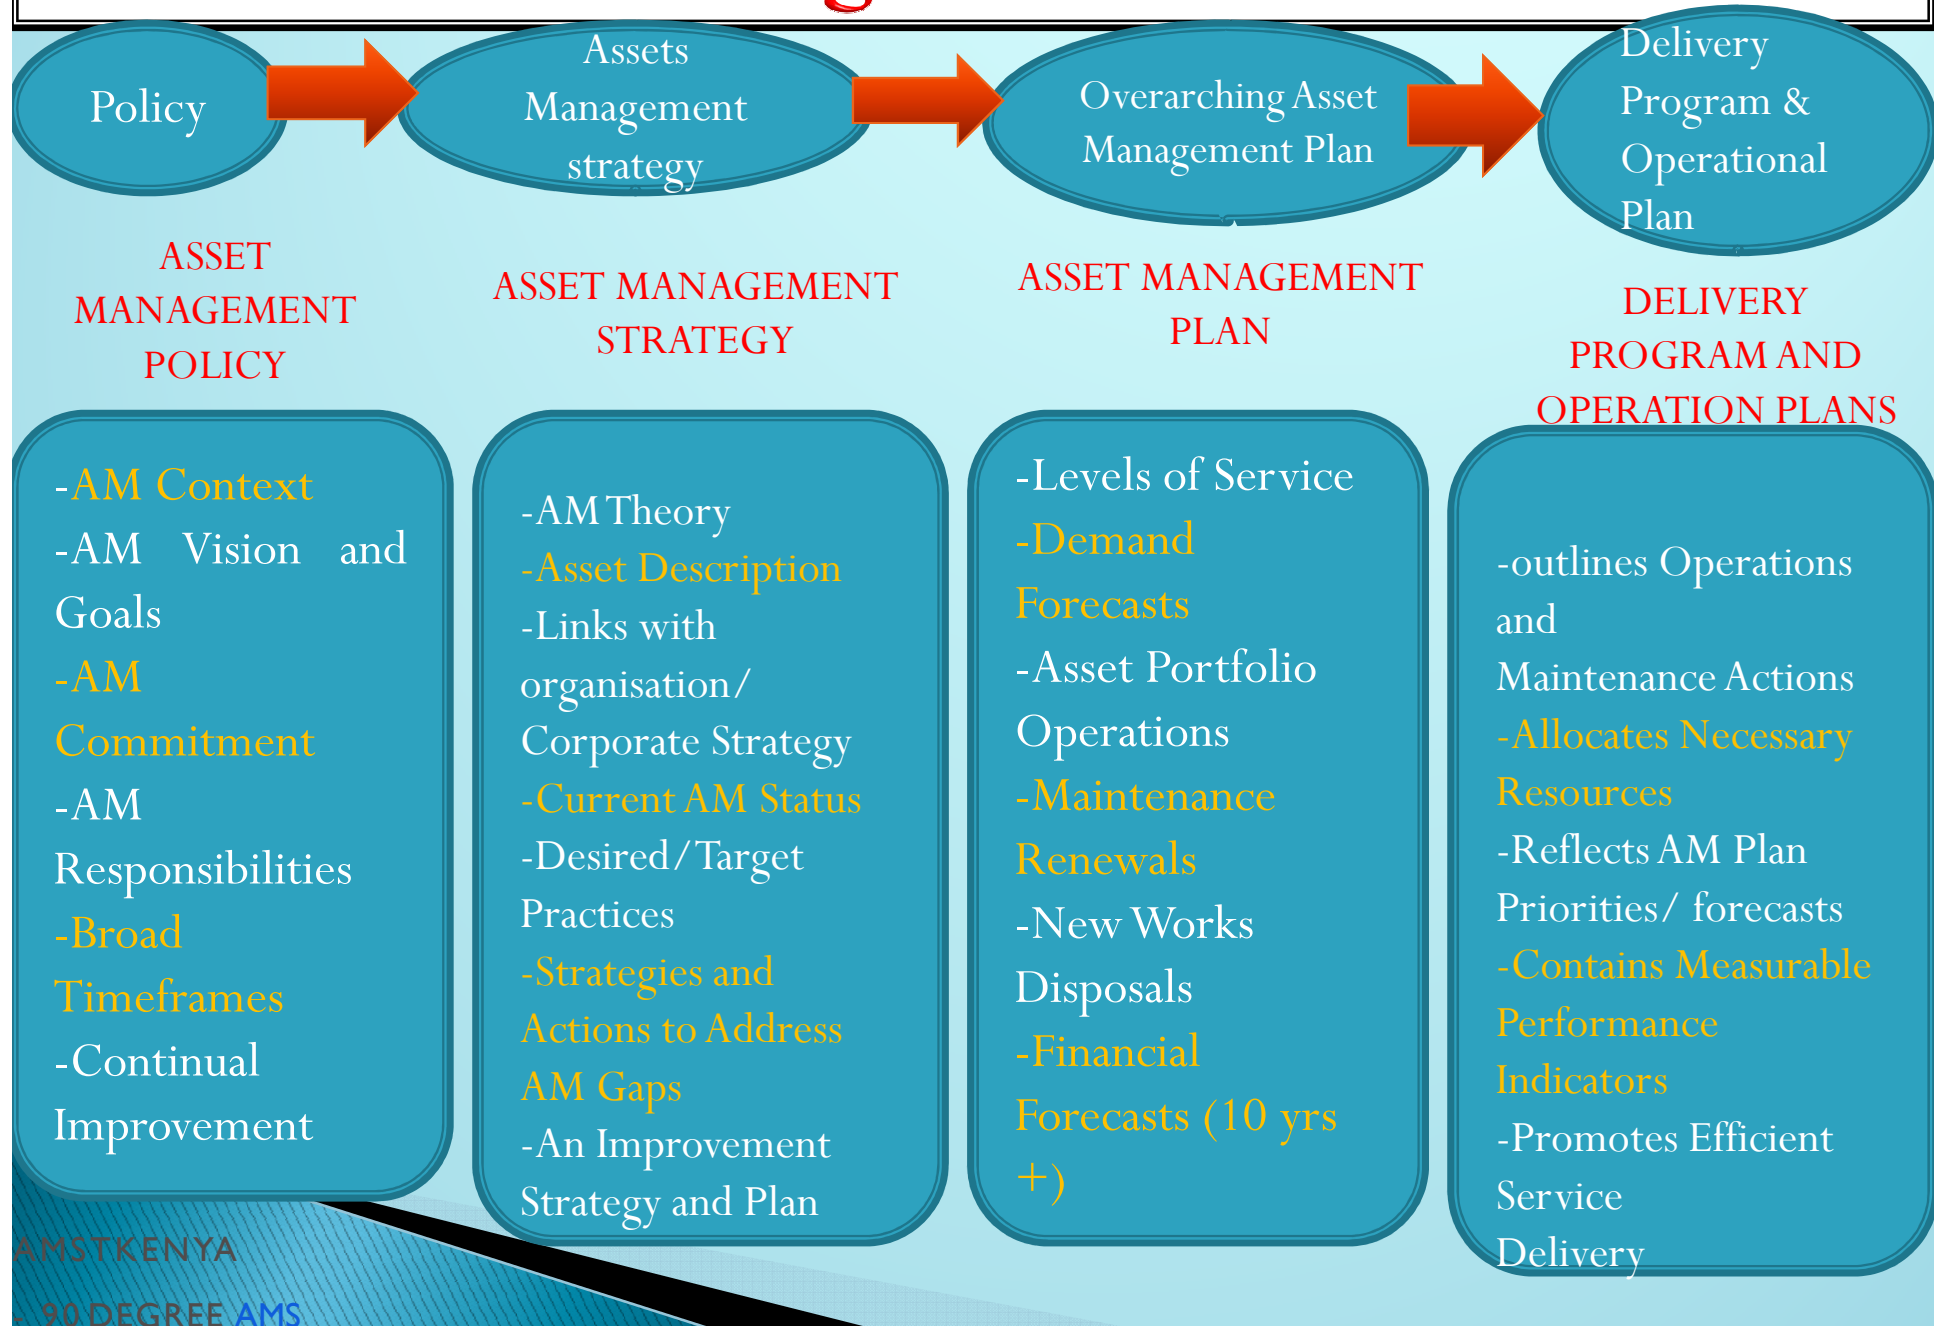 Policy
Assets
Management
strategy
Overarching Asset
Management Plan
Delivery
Program &
Operational
Plan
ASSET
MANAGEMENT
POLICY
ASSET MANAGEMENT
STRATEGY
ASSET MANAGEMENT
PLAN
DELIVERY
PROGRAM AND
OPERATION PLANS
-AM Context
-AM Vision and
Goals
-AM
Commitment
-AM
Responsibilities
-Broad
Timeframes
-Continual
Improvement
-AM Theory
-Asset Description
-Links with
organisation/
Corporate Strategy
-Current AM Status
-Desired/Target
Practices
-Strategies and
Actions to Address
AM Gaps
-An Improvement
Strategy and Plan
-Levels of Service
-Demand
Forecasts
-Asset Portfolio
Operations
-Maintenance
Renewals
-New Works
Disposals
-Financial
Forecasts (10 yrs
+)
-outlines Operations
and
Maintenance Actions
-Allocates Necessary
Resources
-Reflects AM Plan
Priorities/ forecasts
-Contains Measurable
Performance
Indicators
-Promotes Efficient
Service
Delivery
AMSTKENYA
- 90 DEGREE AMS